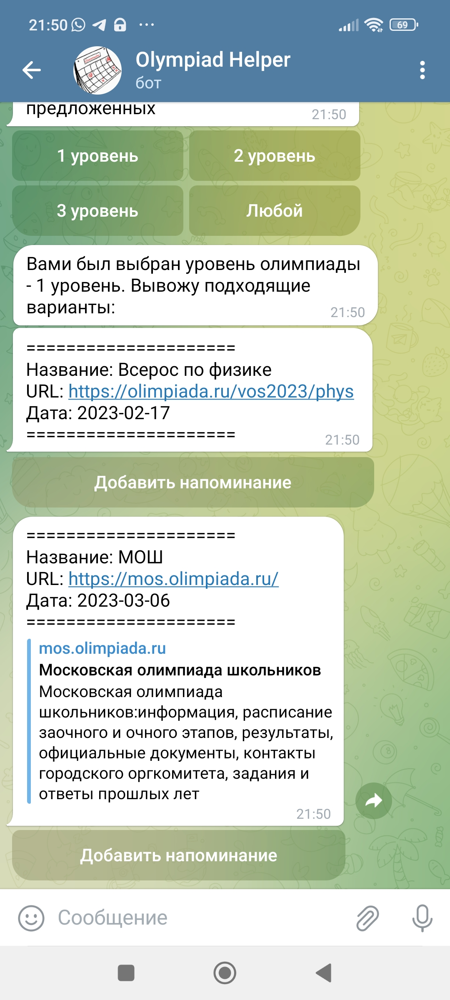 21:50
69
Olympiad Helper
бот
предложенных
21:50
1 уровень
2 уровень
3 уровень
Любой
Вами был выбран уровень олимпиады
- 1 уровень. Вывожу подходящие
варианты:
21:50
=====================
Название: Всерос по физике
URL: https://olimpiada.ru/vos2023/phys
Дата: 2023-02-17
=====================
21:50
Добавить напоминание
=====================
Название: МОШ
URL: https://mos.olimpiada.ru/
Дата: 2023-03-06
=====================
mos.olimpiada.ru
Московская олимпиада школьников
Московская олимпиада
школьников:информация, расписание
заочного и очного этапов, результаты,
официальные документы, контакты
городского оргкомитета, задания и
ответы прошлых лет
21:50
Добавить напоминание
Сообщение